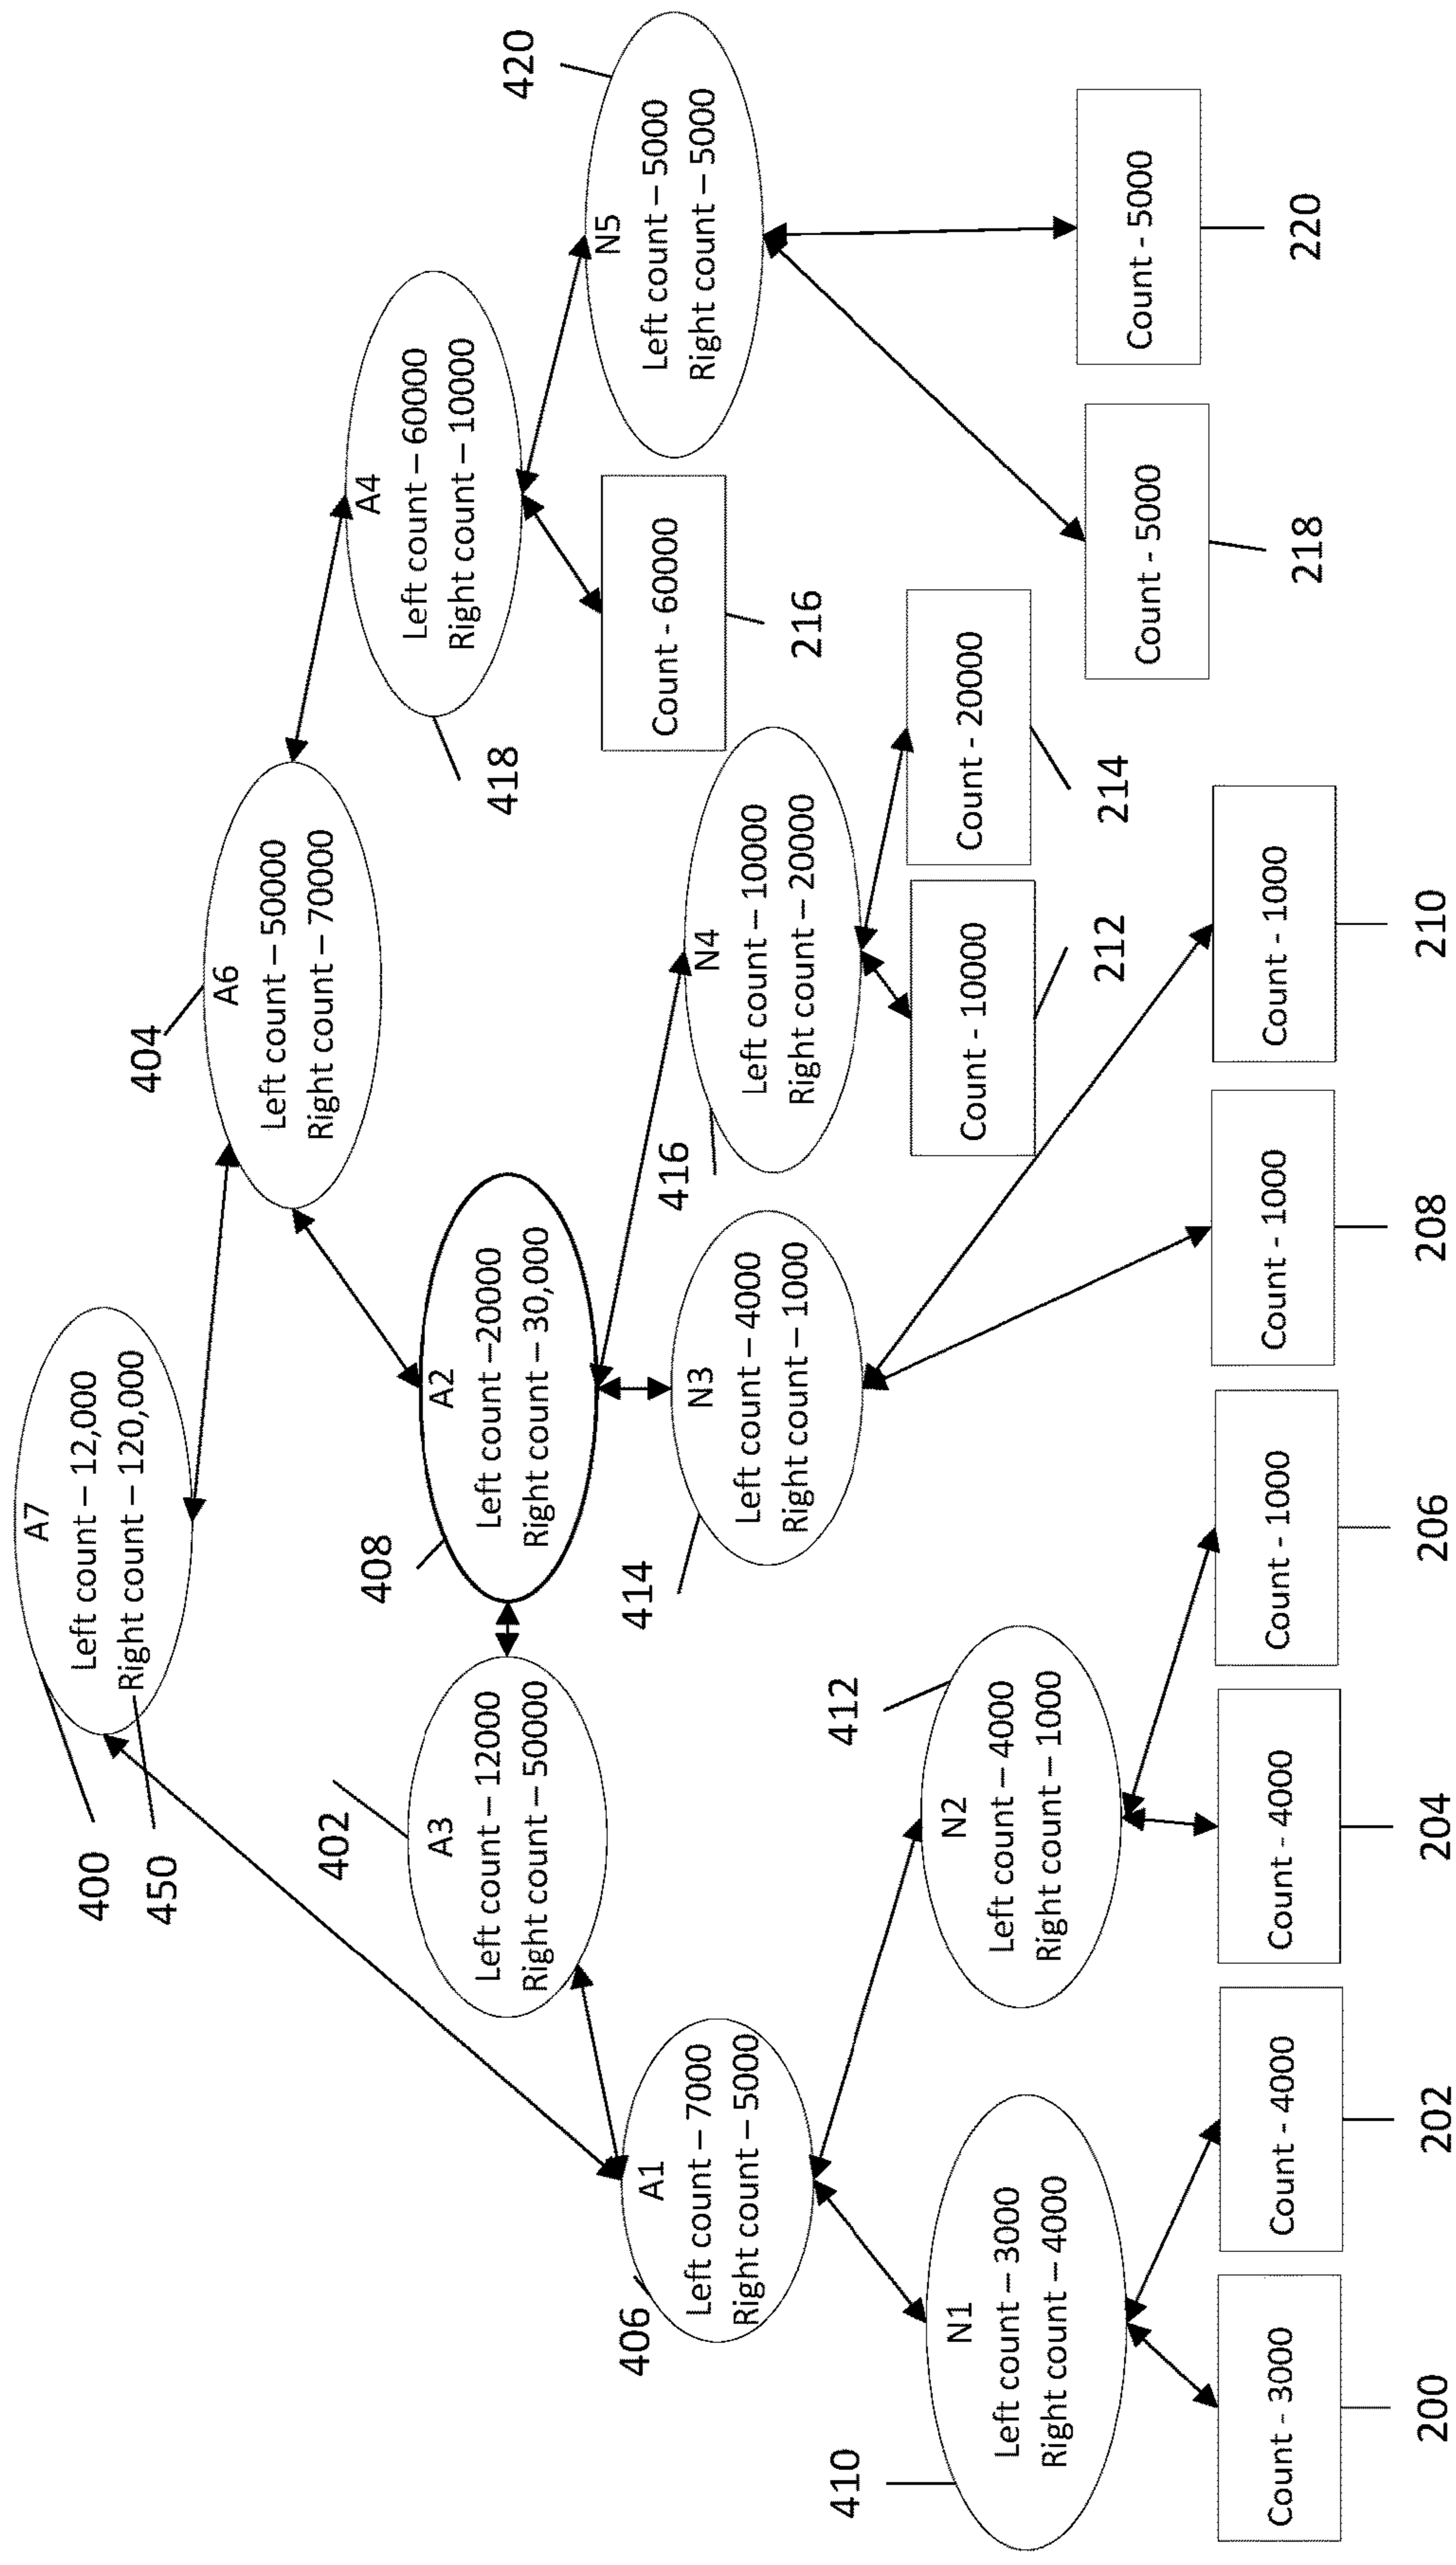 A7
Left count – 12,000
Right count – 120,000
400
450
404
A6
Left count – 50000
Right count – 70000
402
A3
Left count – 12000
Right count – 50000
408
A2
Left count –20000
Right count – 30,000
418
A4
Left count – 60000
Right count – 10000
420
N5
Left count – 5000
Right count – 5000
406
A1
Left count – 7000
Right count – 5000
414
N3
Left count – 4000
Right count – 1000
416
N4
Left count – 10000
Right count – 20000
Count - 60000
216
410
N1
Left count – 3000
Right count – 4000
412
N2
Left count – 4000
Right count – 1000
Count - 10000
212
Count - 20000
214
Count - 5000
218
Count - 5000
220
Count - 3000
200
Count - 4000
202
Count - 4000
204
Count - 1000
206
Count - 1000
208
Count - 1000
210